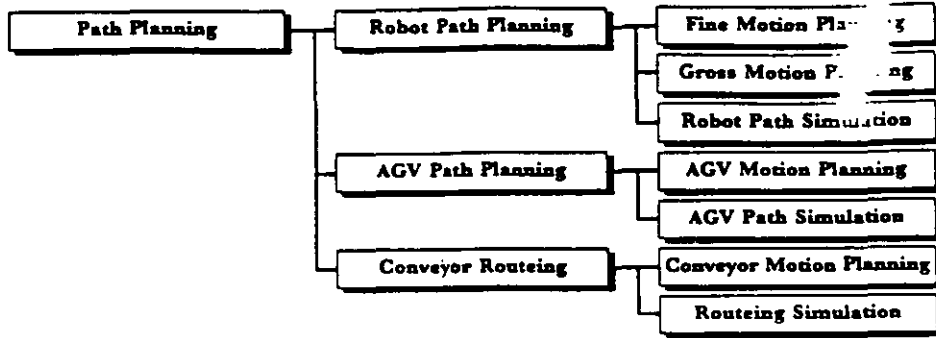 Path Planning
Robot Path Planning
Fine Motion
Gross Motion
Robot Path Simulation
AGV Path Planning
AGV Motion Planning
AGV Path Simulation
Conveyor Routeing
Conveyor Motion Planning
Routeing Simulation